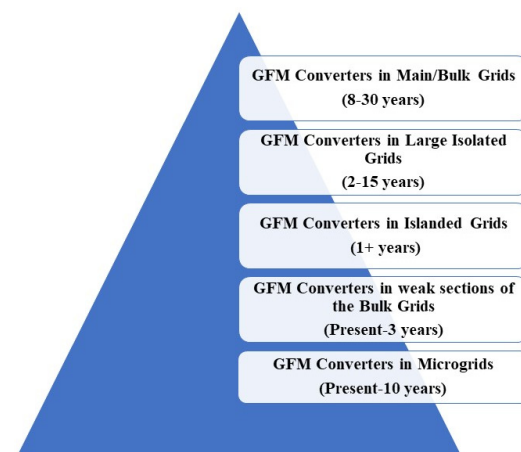 GFM Converters in Main/Bulk Grids
(8-30 years)
GFM Converters in Large Isolated
Grids
(2-15 years)
GFM Converters in Islanded Grids
(1+ years)
GFM Converters in weak sections of
the Bulk Grids
(Present-3 years)
GFM Converters in Microgrids
(Present-10 years)